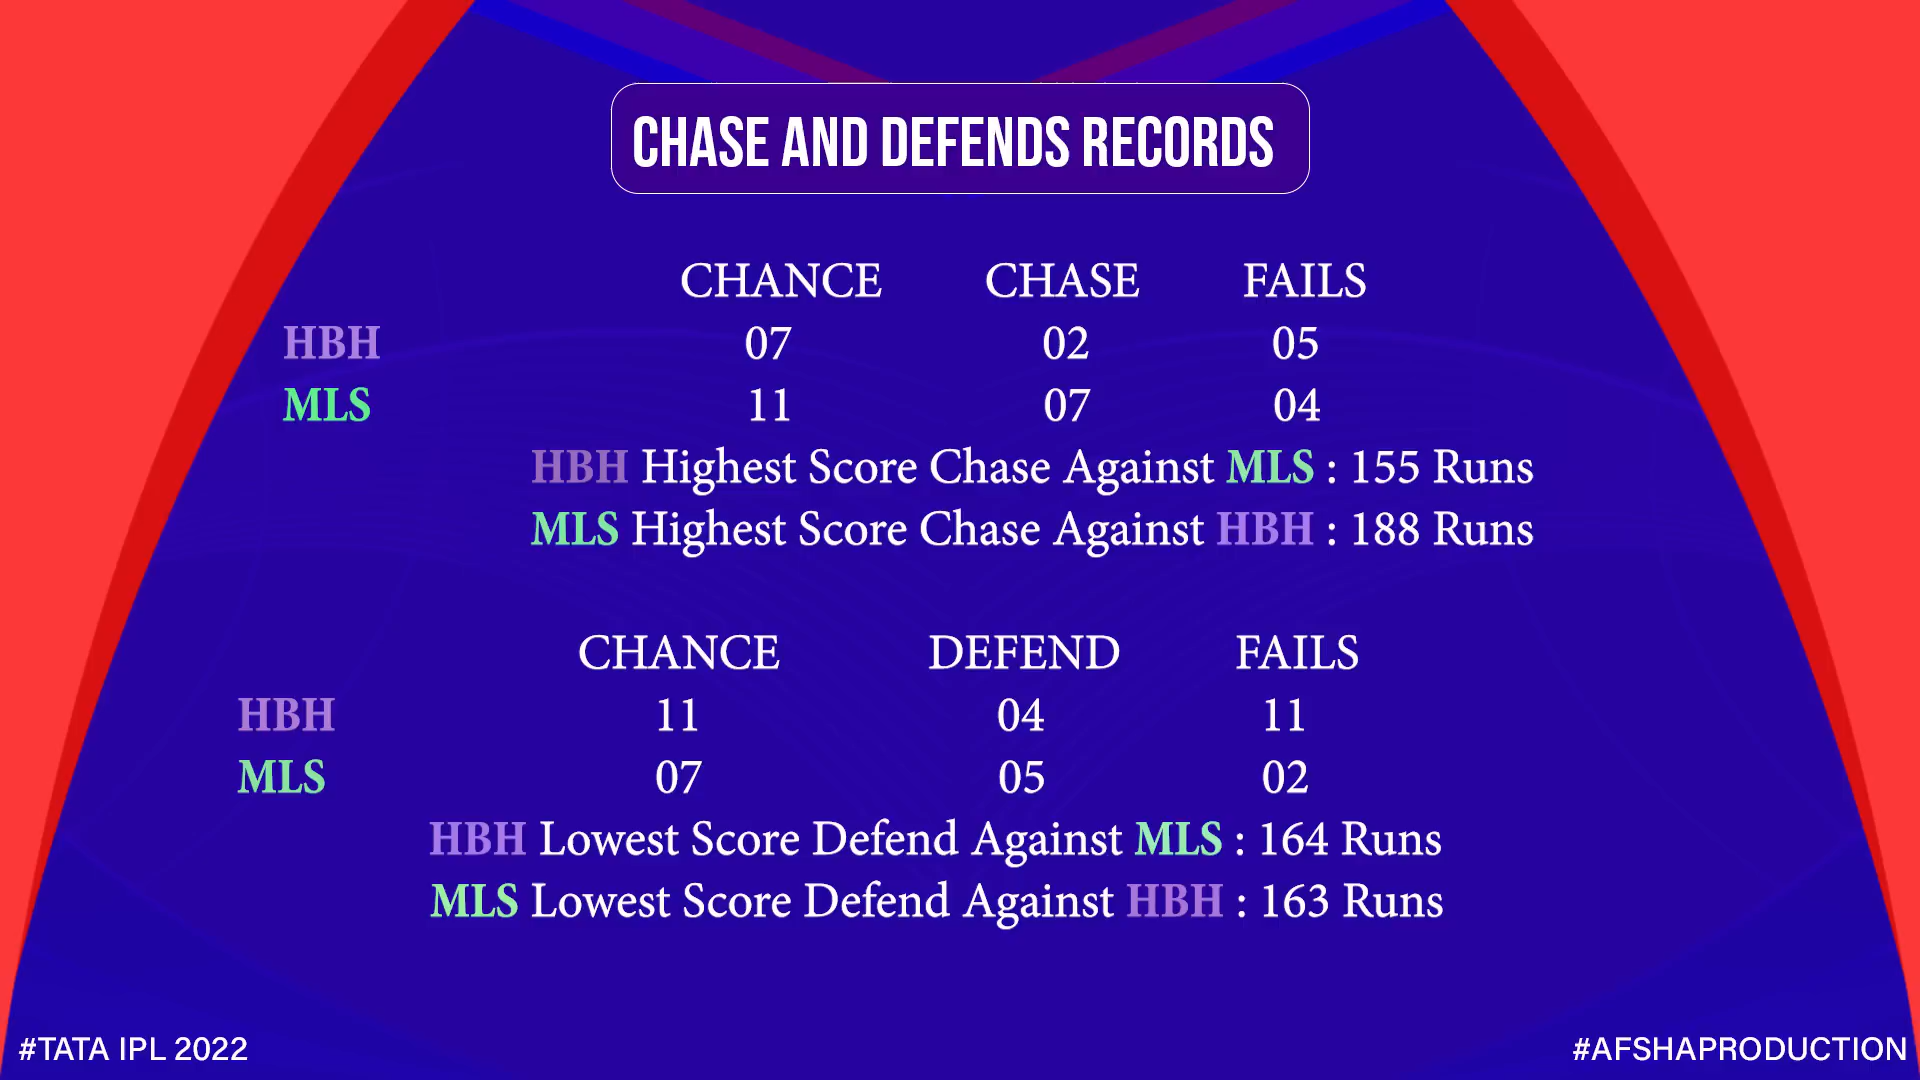 CHASE AND DEFENDS RECORDS
CHANCE CHASE FAILS
HBH 07 02 05
MLS 11 07 04
HBH Highest Score Chase Against MLS : 155 Runs
MLS Highest Score Chase Against HBH : 188 Runs
CHANCE DEFEND FAILS
HBH 11 04 11
MLS 07 05 02
HBH Lowest Score Defend Against MLS : 164 Runs
MLS Lowest Score Defend Against HBH : 163 Runs
#TATA IPL 2022
#AFSHAPRODUCTION